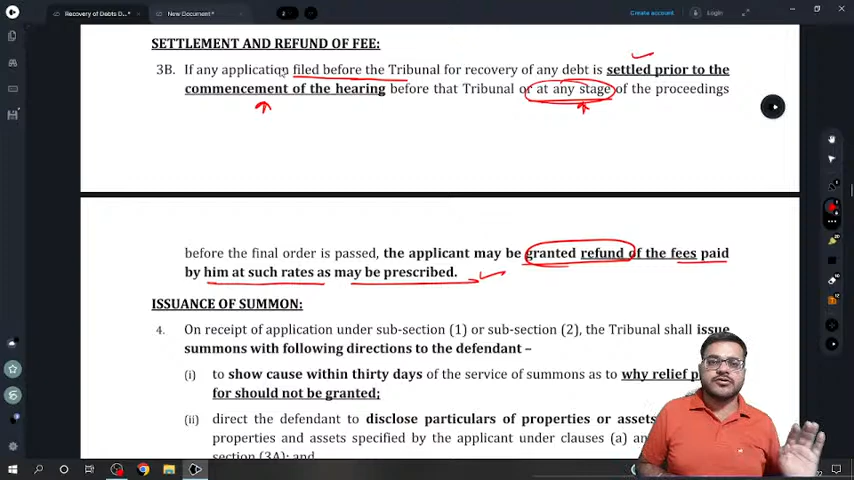 Recovery of Debts D...*
New Document*
2
Create account
Login
SETTLEMENT AND REFUND OF FEE:
3B. If any application filed before the Tribunal for recovery of any debt is settled prior to the
commencement of the hearing before that Tribunal or at any stage of the proceedings
before the final order is passed, the applicant may be granted refund of the fees paid
by him at such rates as may be prescribed.
ISSUANCE OF SUMMON:
4. On receipt of application under sub-section (1) or sub-section (2), the Tribunal shall issue
summons with following directions to the defendant –
(i) to show cause within thirty days of the service of summons as to why relief
for should not be granted;
(ii) direct the defendant to disclose particulars of properties or assets
properties and assets specified by the applicant under clauses (a) an
section (3A); and